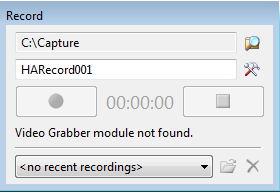 Record
C:\Capture
HARecord001
00:00:00
Video Grabber module not found.
<no recent recordings>